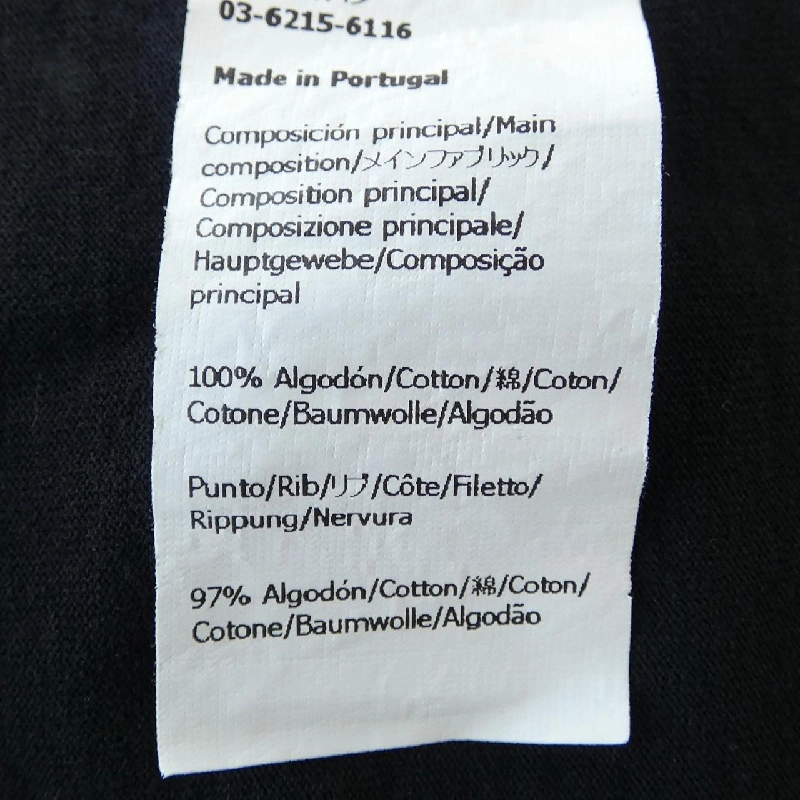 03-6215-6116
Made in Portugal
Composición principal/Main
composition/メインファブリック/
Composition principal/
Composizione principale/
Hauptgewebe/Composição
principal
100% Algodón/Cotton/綿/Coton/
Cotone/Baumwolle/Algodão
Punto/Rib/リブ/Côte/Filetto/
Rippung/Nervura
97% Algodón/Cotton/綿/Coton/
Cotone/Baumwolle/Algodão